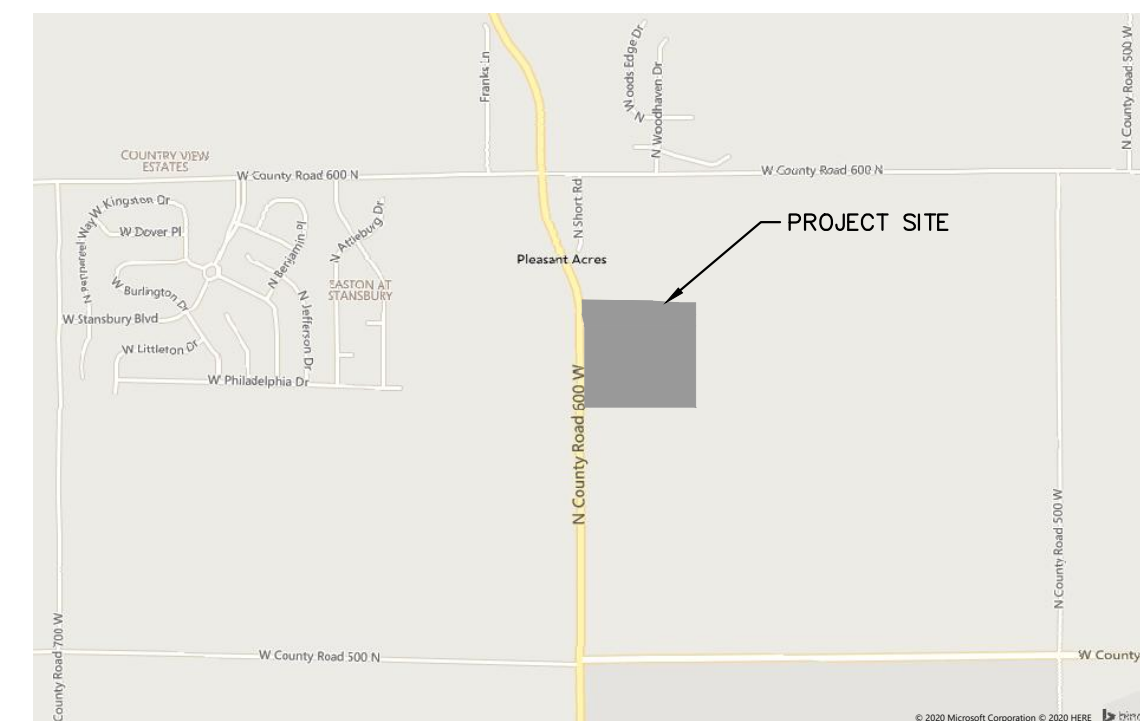 Franks Ln
Woods Edge Dr
N
N Woodhaven Dr
N County Road 500 W
COUNTRY VIEW
ESTATES
W County Road 600 N
W County Road 600 N
W Kingston Dr
N Short Rd
PROJECT SITE
N Pepperel Way
W Dover Pl
N Benjamin
N Attleburg Dr
Pleasant Acres
W Burlington Dr
EASTON AT
STANSBURY
W Stansbury Blvd
N Jefferson Dr
W Littleton Dr
W Philadelphia Dr
N County Road 600 W
N County Road 500 W
County Road 700 W
W County Road 500 N
W County
© 2020 Microsoft Corporation © 2020 HERE
bing